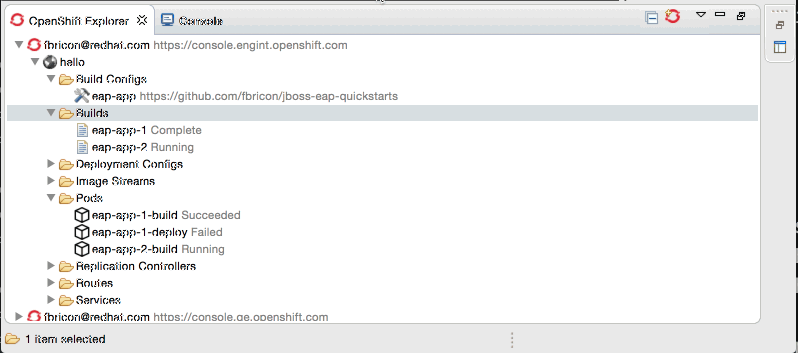 OpenShift Explorer Console
fbricon@redhat.com https://console.engint.openshift.com
hallo
Build Configs
eap-app https://github.com/fbricon/jboss-eap-quickstarts
Builds
eap-app-1 Complete
eap-app-2 Running
Deployment Configs
Image Streams
Pods
eap-app-1-build Succeeded
eap-app-1-deploy Failed
eap-app-2-build Running
Replication Controllers
Routes
Services
fbricon@redhat.com https://console.qe.openshift.com
1 item selected